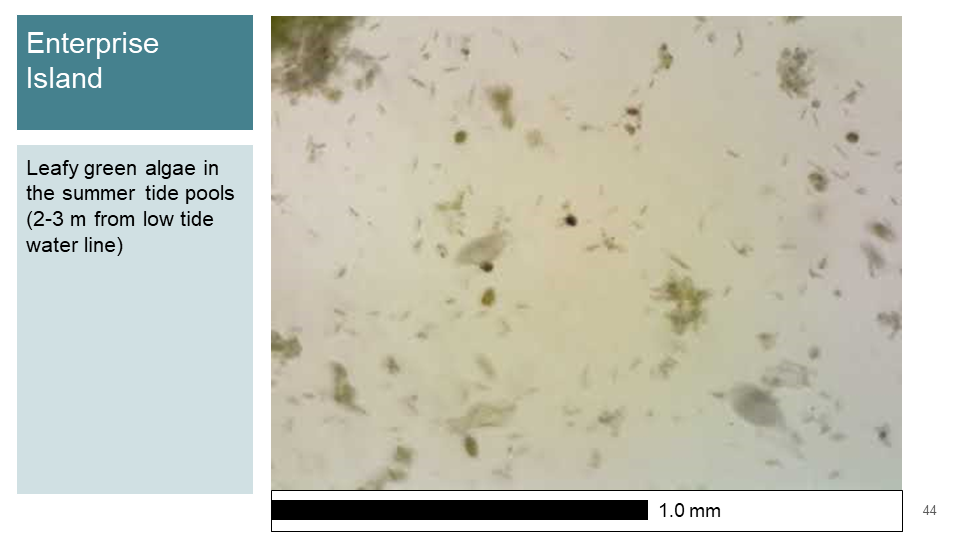 Enterprise
Island
Leafy green algae in
the summer tide pools
(2-3 m from low tide
water line)
1.0 mm
44